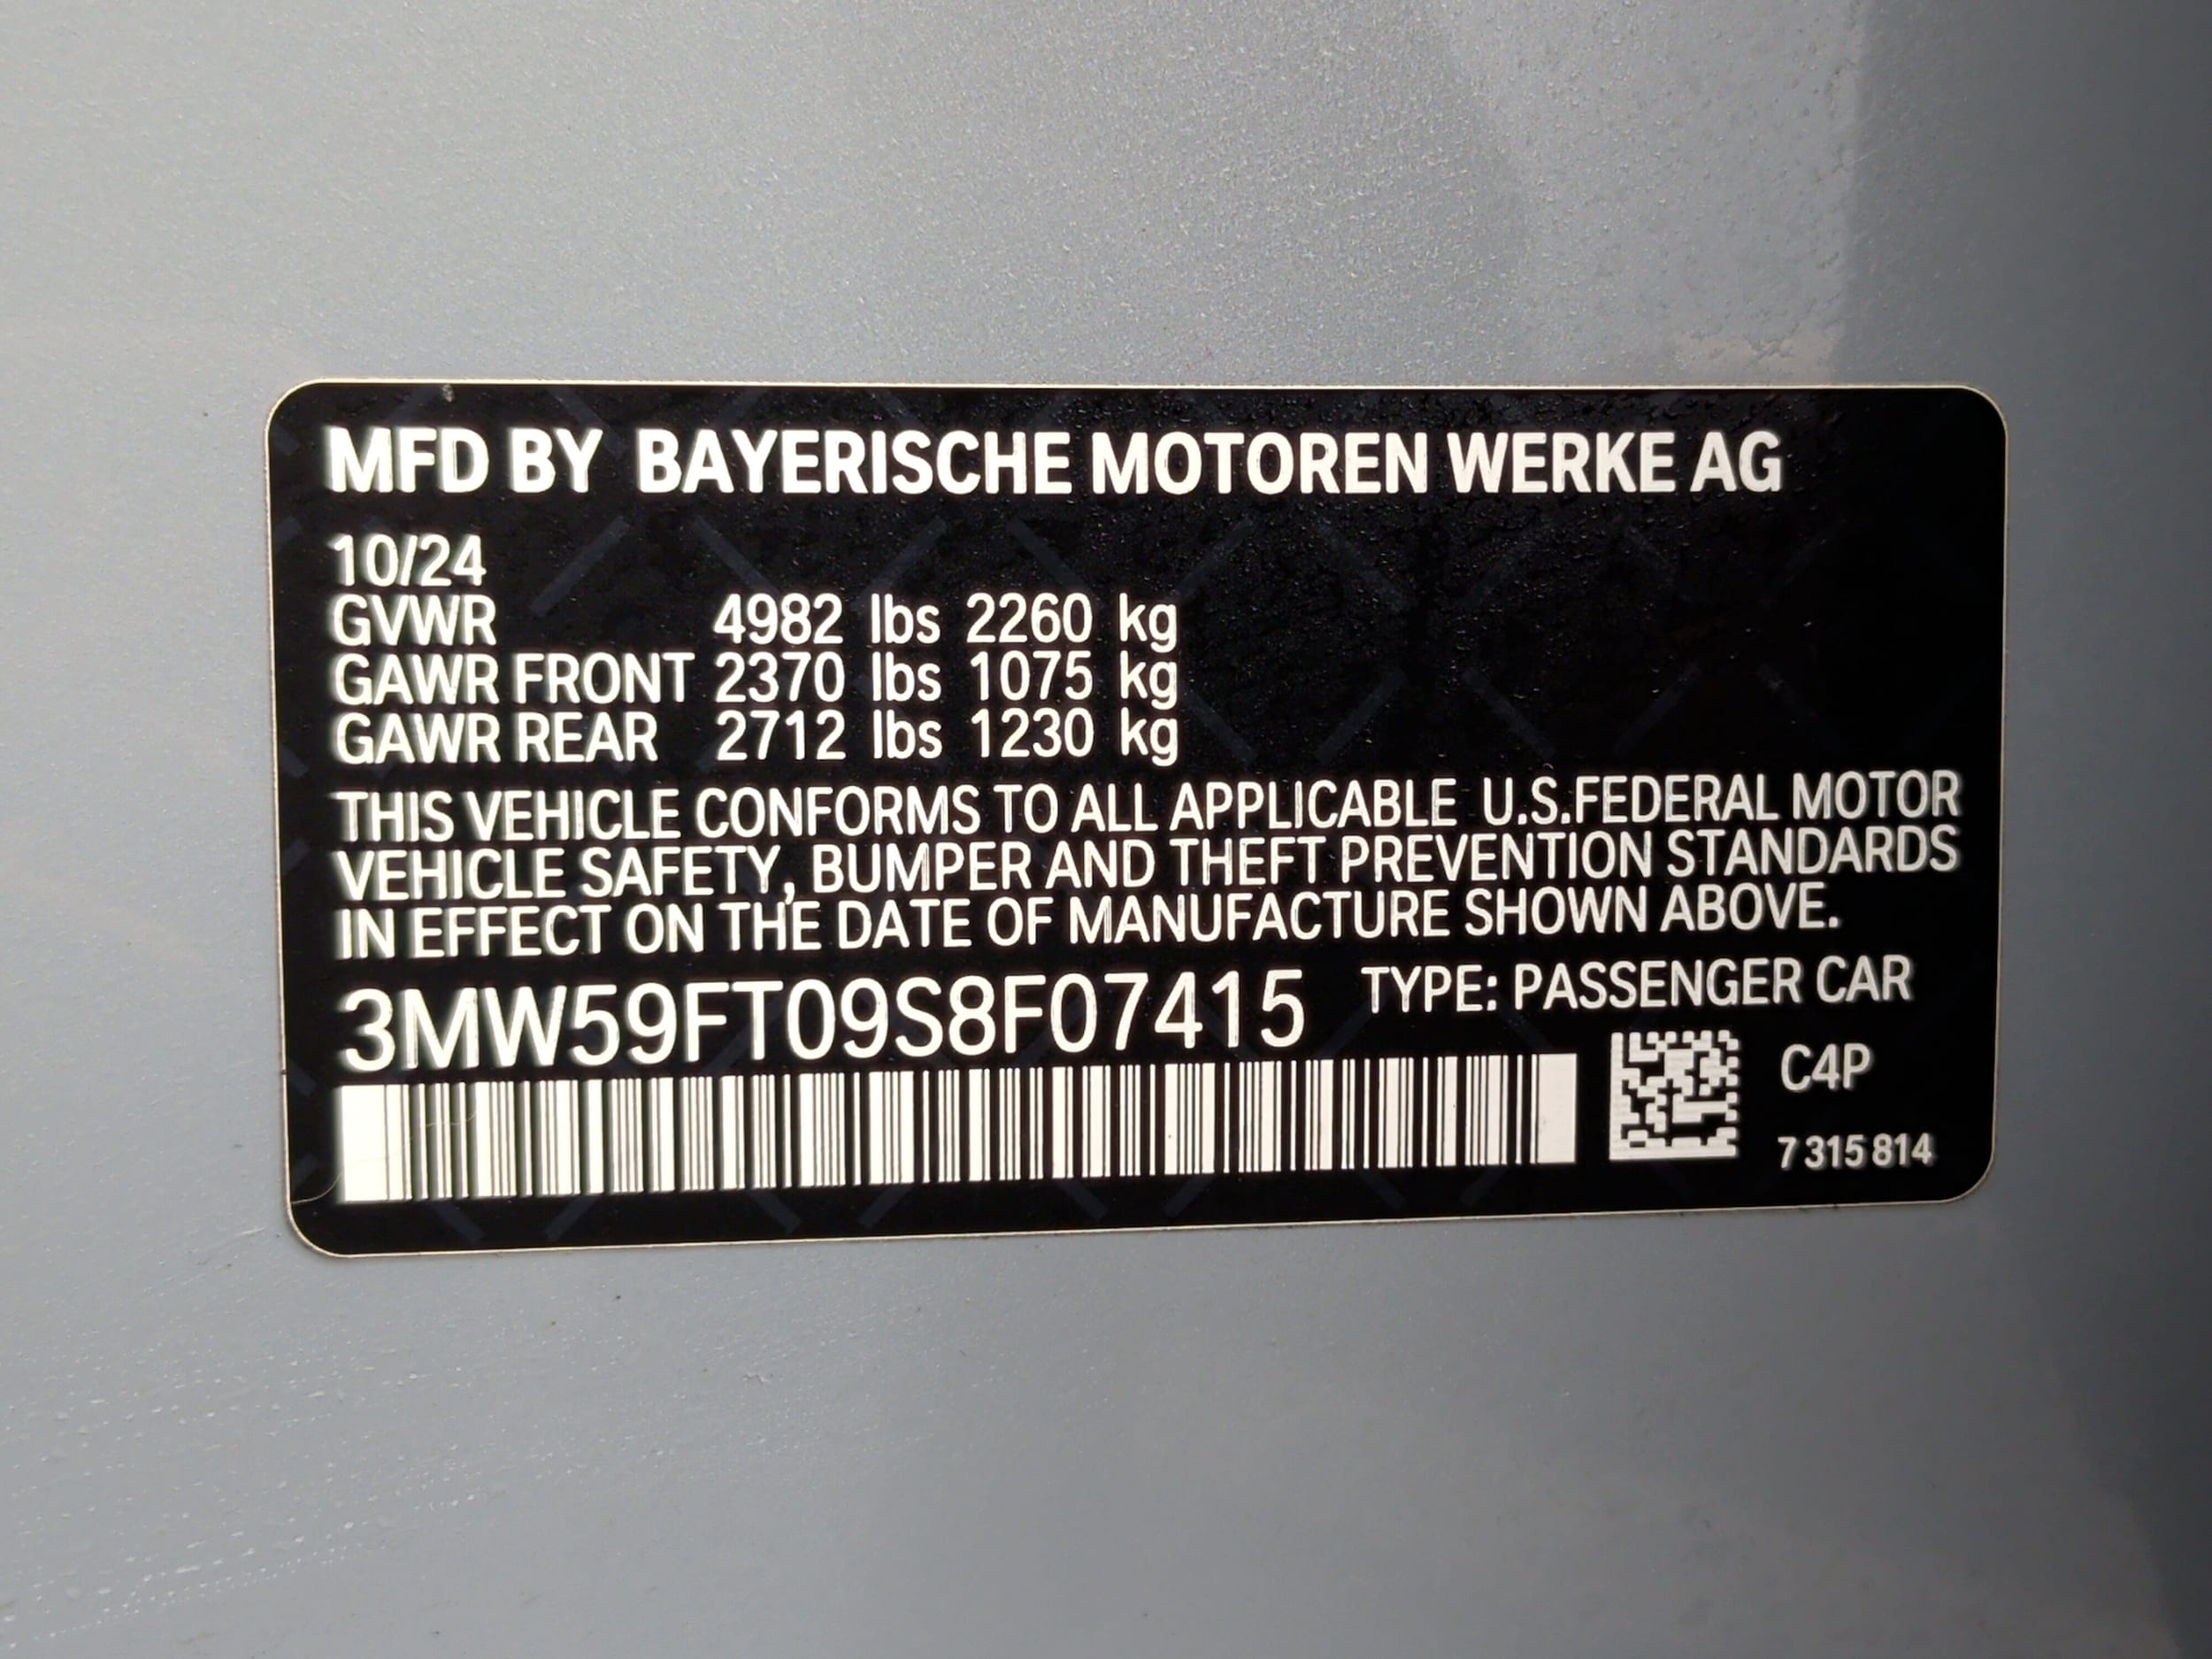 MFD BY BAYERISCHE MOTOREN WERKE AG
10/24
GVWR 4982 lbs 2260 kg
GAWR FRONT 2370 lbs 1075 kg
GAWR REAR 2712 lbs 1230 kg
THIS VEHICLE CONFORMS TO ALL APPLICABLE U.S.FEDERAL MOTOR
VEHICLE SAFETY, BUMPER AND THEFT PREVENTION STANDARDS
IN EFFECT ON THE DATE OF MANUFACTURE SHOWN ABOVE.
3MW59FT09S8F07415 TYPE: PASSENGER CAR
C4P
7 315 814